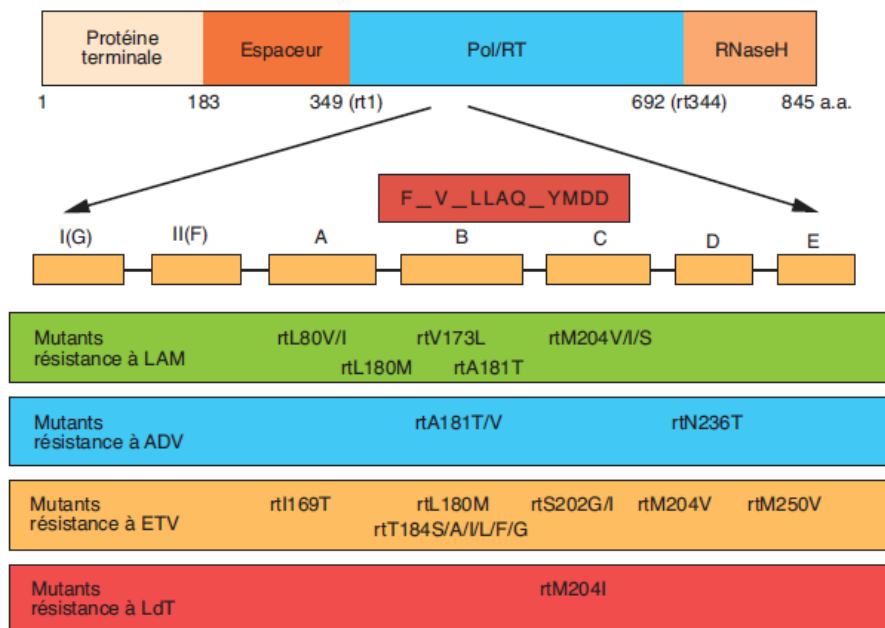 Protéine
terminale
Espaceur
Pol/RT
RNaseH
1
183
349 (rt1)
692 (rt344)
845 a.a.
F_V_LLAQ_YMDD
I(G)
II(F)
A
B
C
D
E
Mutants
résistance à LAM
rtL80V/I
rtV173L
rtM204V/I/S
rtL180M
rtA181T
Mutants
résistance à ADV
rtA181T/V
rtN236T
Mutants
résistance à ETV
rtI169T
rtL180M
rtS202G/I
rtM204V
rtM250V
rtT184S/A/I/L/F/G
Mutants
résistance à LdT
rtM204I